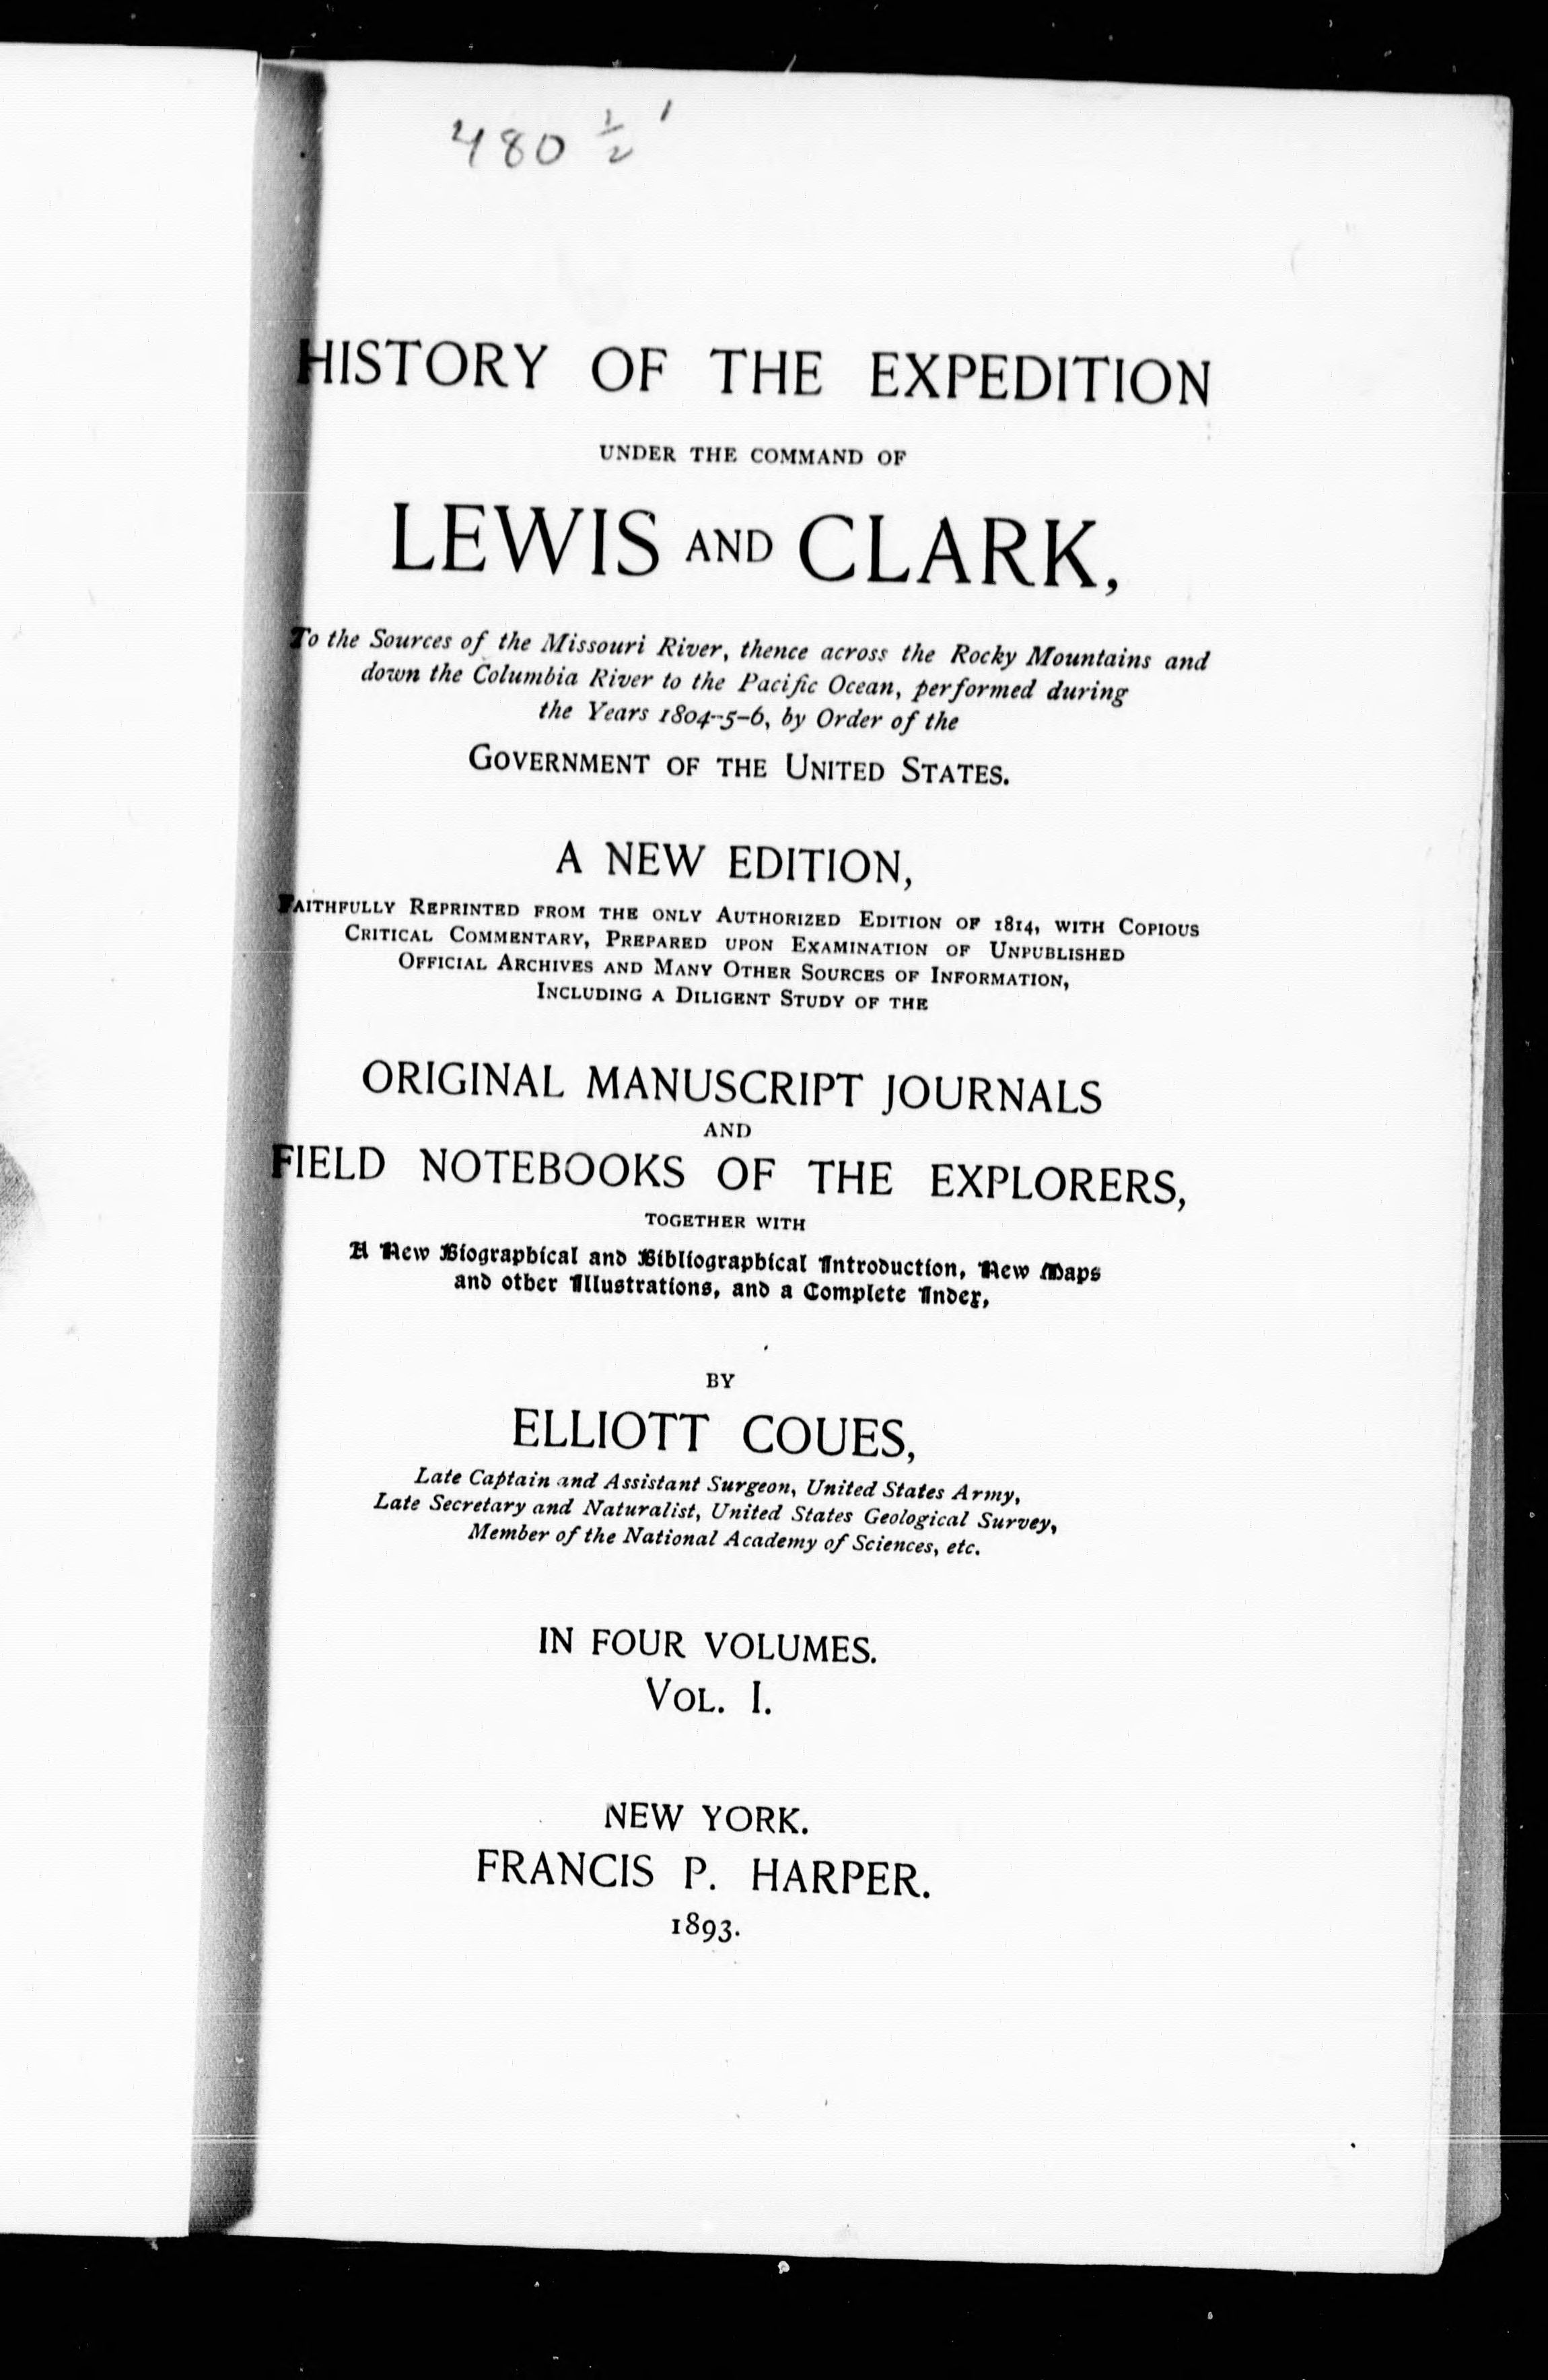 480 1/2 '
HISTORY OF THE EXPEDITION
UNDER THE COMMAND OF
LEWIS AND CLARK,
To the Sources of the Missouri River, thence across the Rocky Mountains and
down the Columbia River to the Pacific Ocean, performed during
the Years 1804-5-6, by Order of the
GOVERNMENT OF THE UNITED STATES.
A NEW EDITION,
FAITHFULLY REPRINTED FROM THE ONLY AUTHORIZED EDITION OF 1814, WITH COPIOUS
CRITICAL COMMENTARY, PREPARED UPON EXAMINATION OF UNPUBLISHED
OFFICIAL ARCHIVES AND MANY OTHER SOURCES OF INFORMATION,
INCLUDING A DILIGENT STUDY OF THE
ORIGINAL MANUSCRIPT JOURNALS
AND
FIELD NOTEBOOKS OF THE EXPLORERS,
TOGETHER WITH
A New Biographical and Bibliographical Introduction, New Maps
and other Illustrations, and a Complete Index,
BY
ELLIOTT COUES,
Late Captain and Assistant Surgeon, United States Army,
Late Secretary and Naturalist, United States Geological Survey,
Member of the National Academy of Sciences, etc.
IN FOUR VOLUMES.
VOL. I.
NEW YORK.
FRANCIS P. HARPER.
1893.